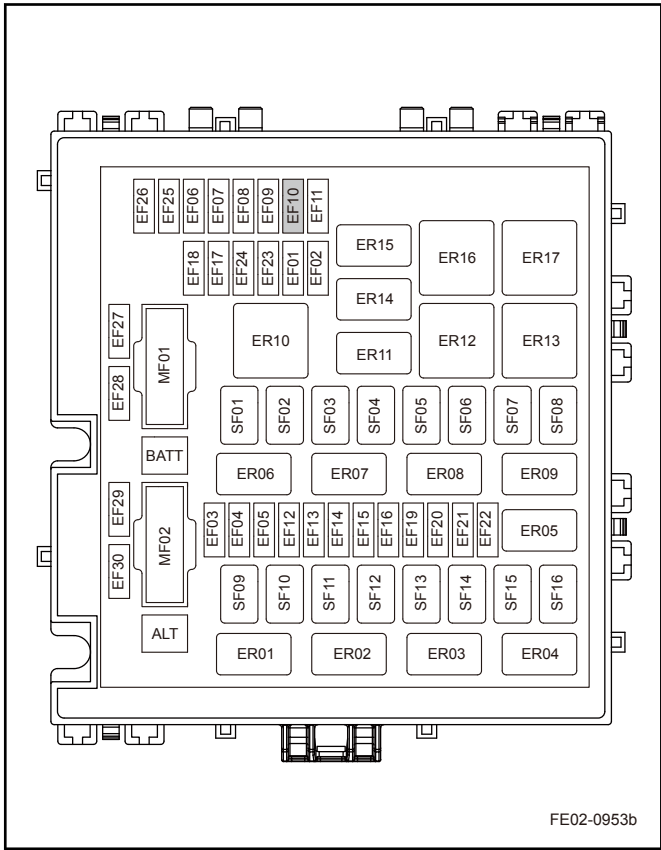 EF26 EF25 EF06 EF07 EF08 EF09 EF10 EF11
ER15 ER16 ER17
EF18 EF17 EF24 EF23 EF01 EF02
ER14
EF27 MF01 ER10 ER11 ER12 ER13
EF28
SF01 SF02 SF03 SF04 SF05 SF06 SF07 SF08
BATT
ER06 ER07 ER08 ER09
EF29 MF02 EF03 EF04 EF05 EF12 EF13 EF14 EF15 EF16 EF19 EF20 EF21 EF22 ER05
EF30
SF09 SF10 SF11 SF12 SF13 SF14 SF15 SF16
ALT
ER01 ER02 ER03 ER04
FE02-0953b